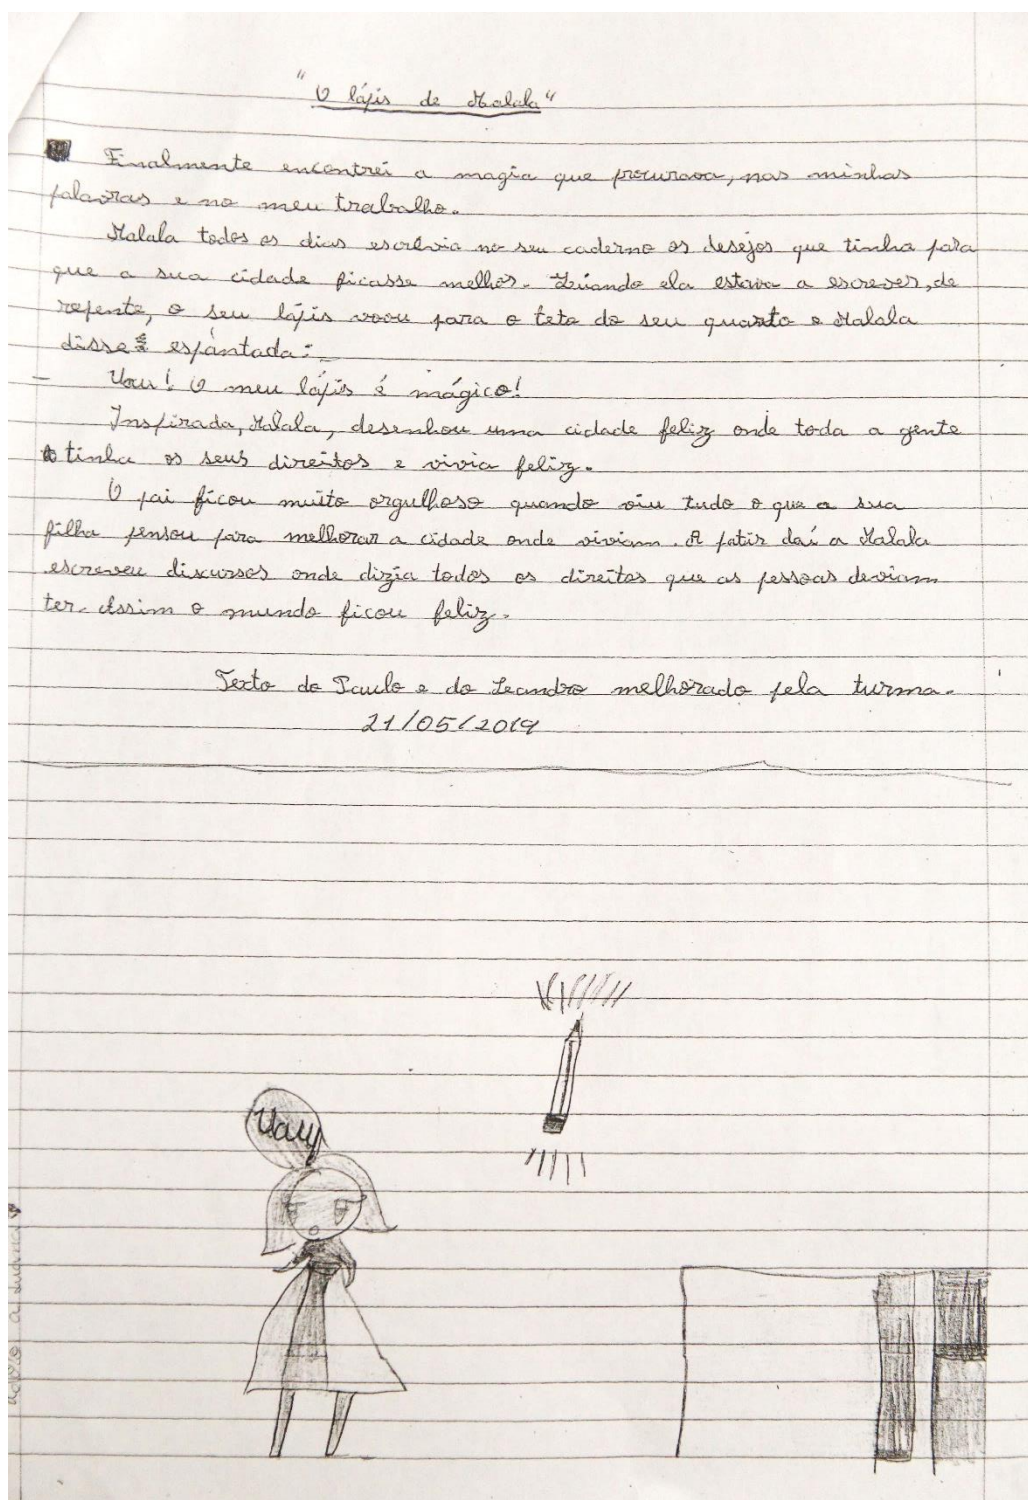 "O lápis de Malala"
Finalmente encontrei a magia que procurava, nas minhas
palavras e no meu trabalho.
Malala todos os dias escrevia no seu caderno os desejos que tinha para
que a sua cidade ficasse melhor. Quando ela estava a escrever, de
repente, o seu lápis voou para o teto do seu quarto e Malala
disse espantada:
— Uau! O meu lápis é mágico!
Inspirada, Malala, desenhou uma cidade feliz onde toda a gente
tinha os seus direitos e vivia feliz.
O pai ficou muito orgulhoso quando viu tudo o que a sua
filha pensou para melhorar a cidade onde viviam. A patir daí a Malala
escreveu discursos onde dizia todos os direitos que as pessoas deviam
ter. Assim o mundo ficou feliz.
Texto do Paulo e do Leandro melhorado pela turma.
21/05/2019
Uau